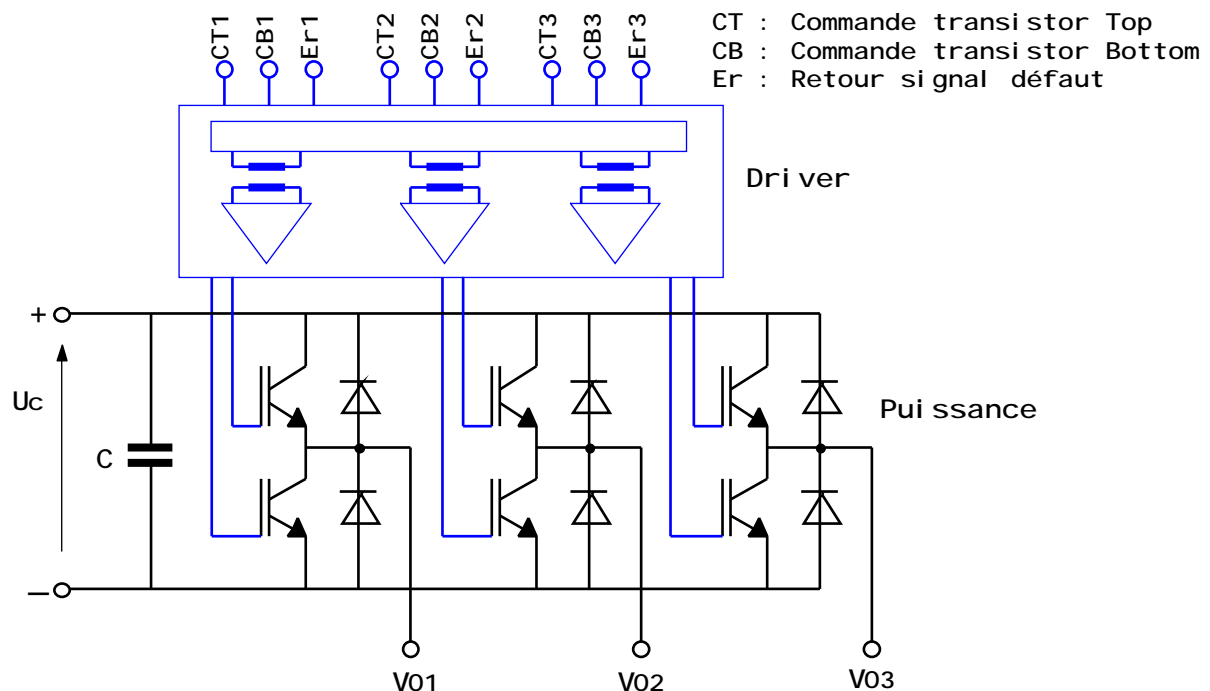 CT1
CB1
Er1
CT2
CB2
Er2
CT3
CB3
Er3
CT : Commande transistor Top
CB : Commande transistor Bottom
Er : Retour signal défaut
Driver
+
Uc
C
Puissance
–
V01
V02
V03